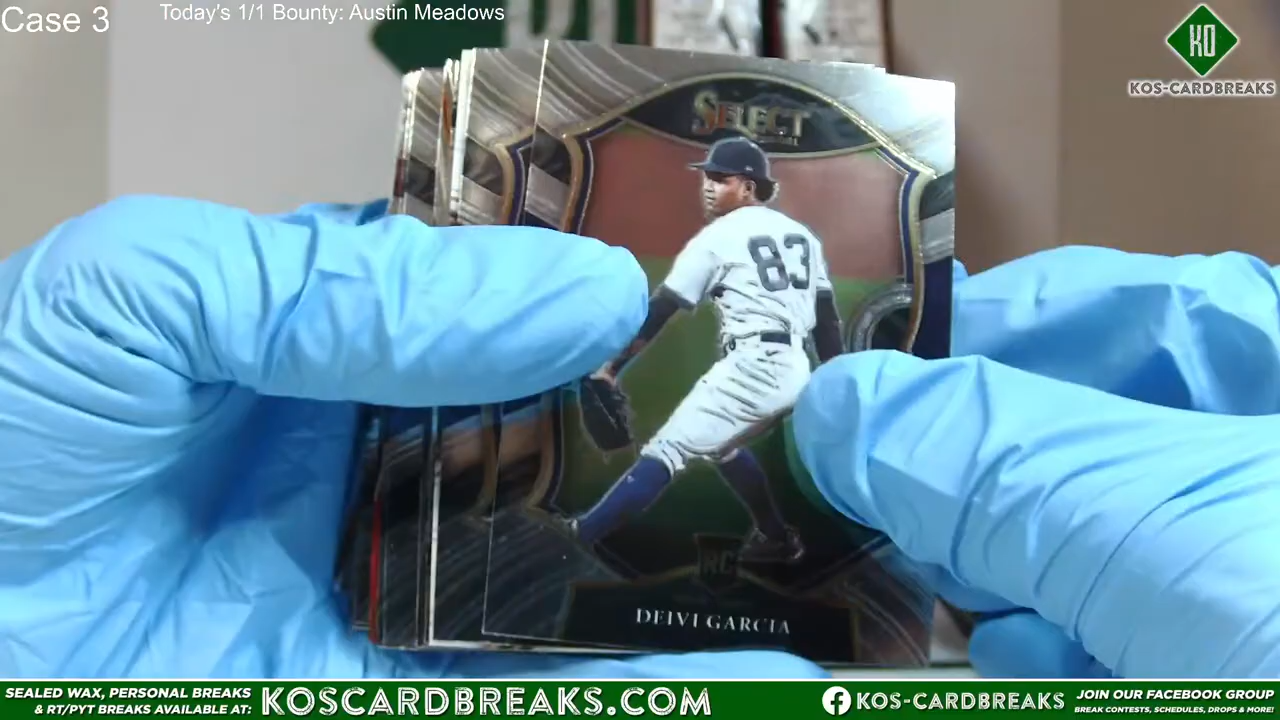 Case 3
Today's 1/1 Bounty: Austin Meadows
KO
KOS-CARDBREAKS
SELECT
83
RC
DEIVI GARCIA
SEALED WAX, PERSONAL BREAKS
& RT/PYT BREAKS AVAILABLE AT:
KOSCARDBREAKS.COM
KOS-CARDBREAKS
JOIN OUR FACEBOOK GROUP
BREAK CONTESTS, SCHEDULES, DROPS & MORE!